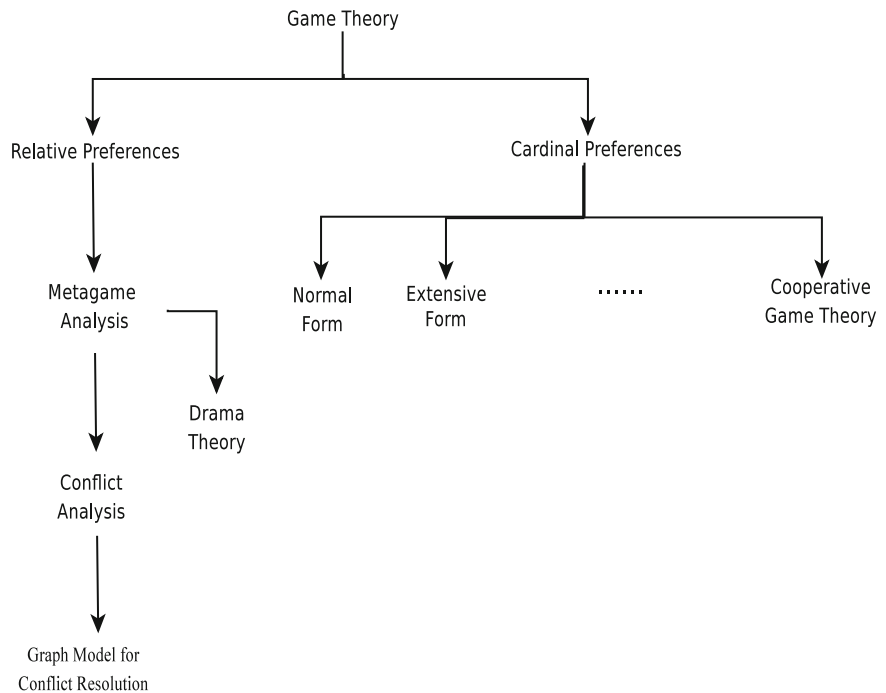 Game Theory
Relative Preferences
Cardinal Preferences
Metagame
Analysis
Normal
Form
Extensive
Form
......
Cooperative
Game Theory
Drama
Theory
Conflict
Analysis
Graph Model for
Conflict Resolution